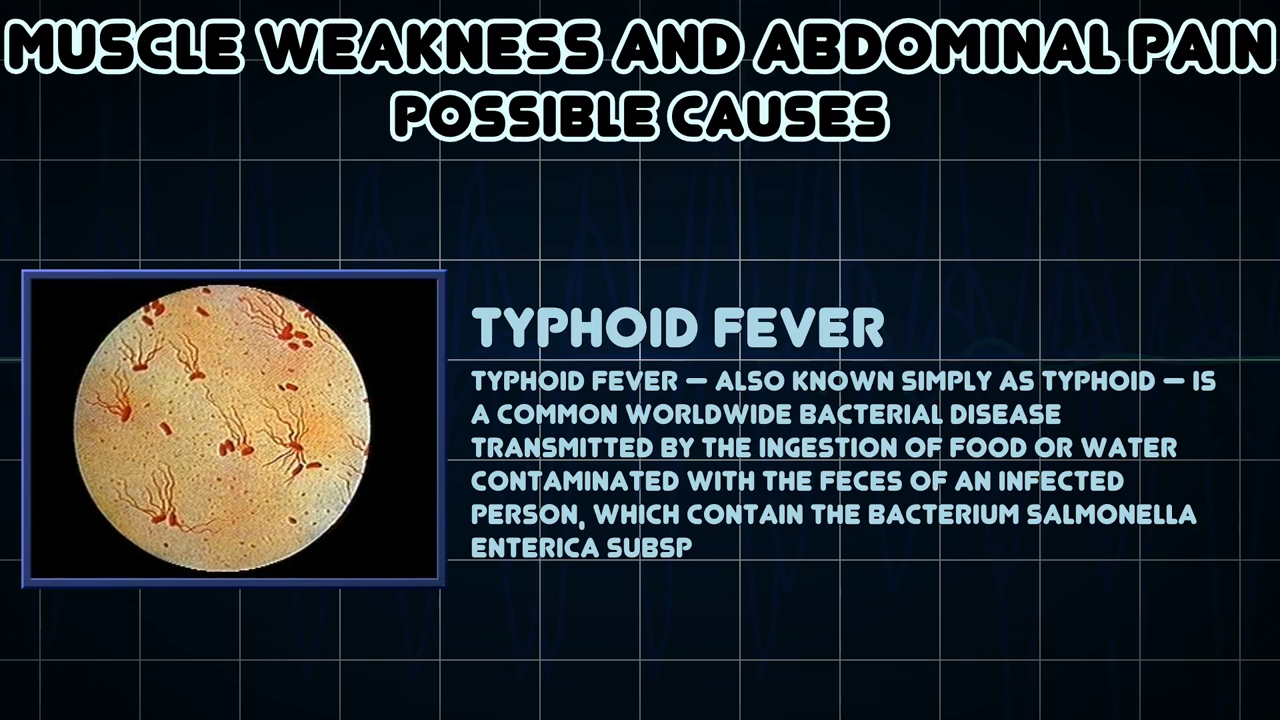 MUSCLE WEAKNESS AND ABDOMINAL PAIN
POSSIBLE CAUSES
TYPHOID FEVER
TYPHOID FEVER — ALSO KNOWN SIMPLY AS TYPHOID — IS
A COMMON WORLDWIDE BACTERIAL DISEASE
TRANSMITTED BY THE INGESTION OF FOOD OR WATER
CONTAMINATED WITH THE FECES OF AN INFECTED
PERSON, WHICH CONTAIN THE BACTERIUM SALMONELLA
ENTERICA SUBSP